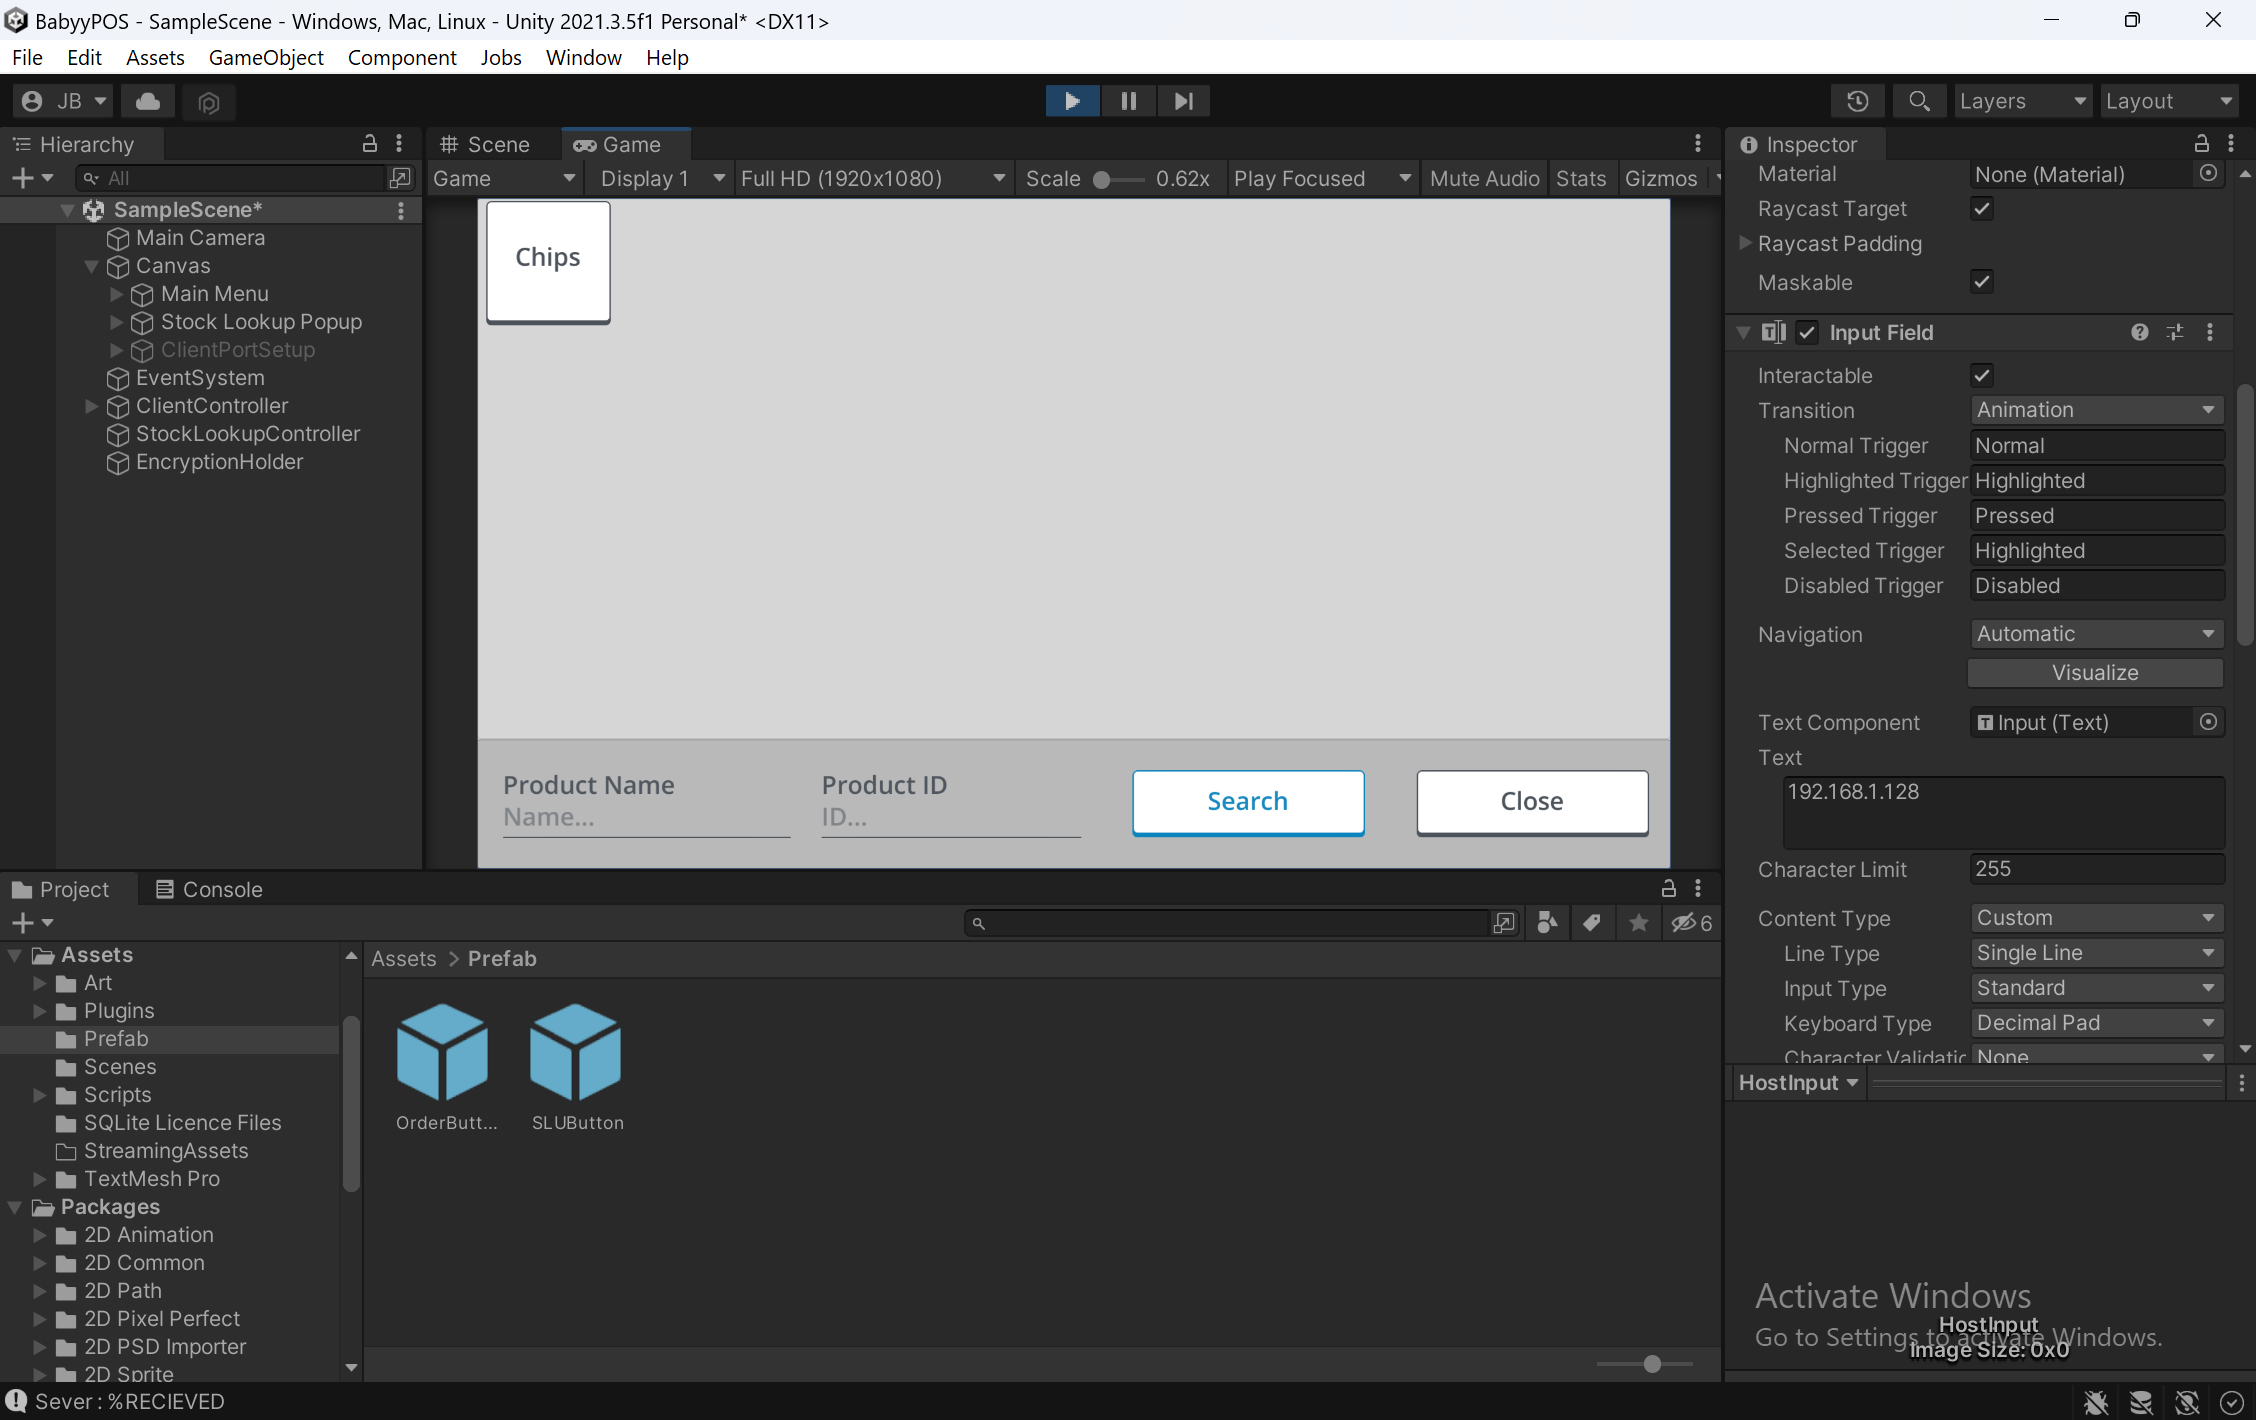 BabyyPOS - SampleScene - Windows, Mac, Linux - Unity 2021.3.5f1 Personal* <DX11>
File Edit Assets GameObject Component Jobs Window Help
JB
Layers
Layout
Hierarchy
All
SampleScene*
Main Camera
Canvas
Main Menu
Stock Lookup Popup
ClientPortSetup
EventSystem
ClientController
StockLookupController
EncryptionHolder
Scene
Game
Game
Display 1
Full HD (1920x1080)
Scale 0.62x
Play Focused
Mute Audio
Stats
Gizmos
Chips
Product Name
Name...
Product ID
ID...
Search
Close
Inspector
Material None (Material)
Raycast Target
Raycast Padding
Maskable
Input Field
Interactable
Transition Animation
Normal Trigger Normal
Highlighted Trigger Highlighted
Pressed Trigger Pressed
Selected Trigger Highlighted
Disabled Trigger Disabled
Navigation Automatic
Visualize
Text Component Input (Text)
Text
192.168.1.128
Character Limit 255
Content Type Custom
Line Type Single Line
Input Type Standard
Keyboard Type Decimal Pad
Character Validatic None
HostInput
Activate Windows
Go to Settings to activate Windows.
HostInput
Image Size: 0x0
Project
Console
6
Assets
Art
Plugins
Prefab
Scenes
Scripts
SQLite Licence Files
StreamingAssets
TextMesh Pro
Packages
2D Animation
2D Common
2D Path
2D Pixel Perfect
2D PSD Importer
2D Sprite
Assets > Prefab
OrderButt...
SLUButton
Sever : %RECIEVED